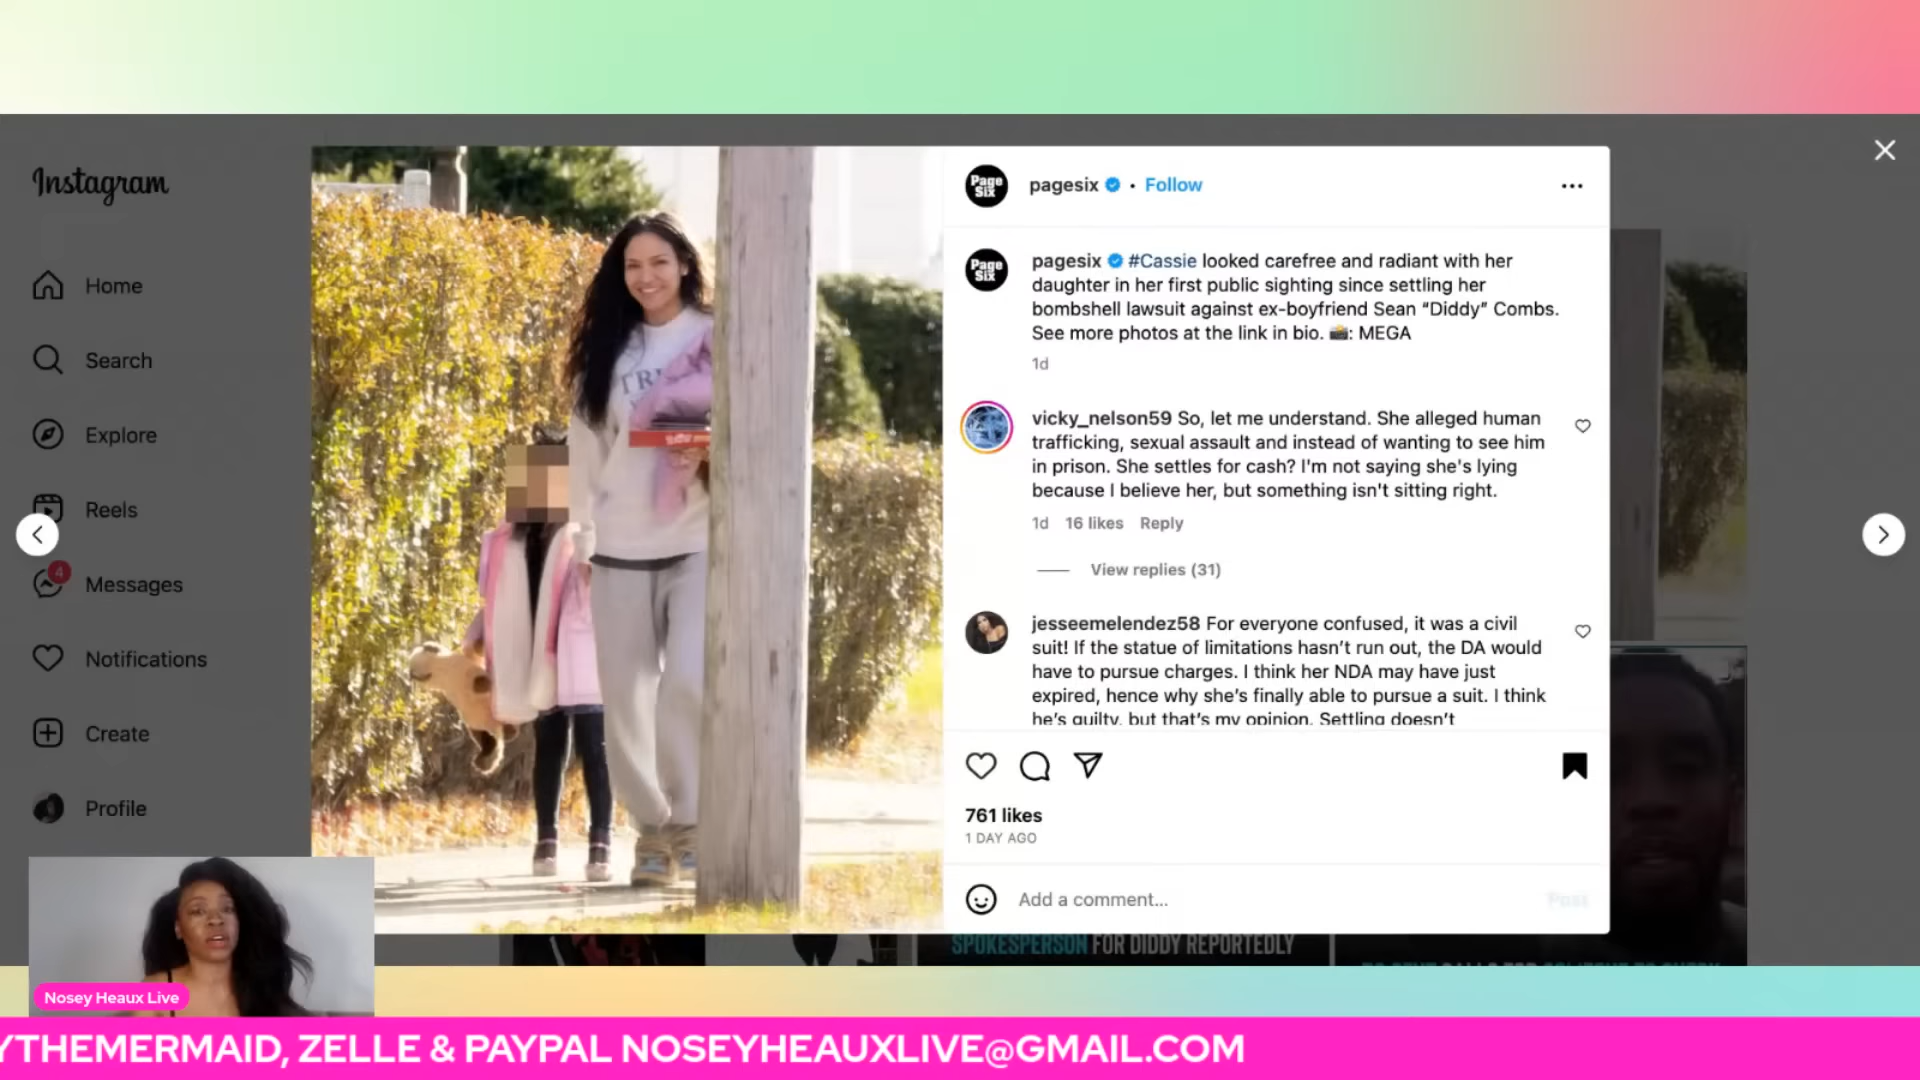 Instagram
Home
Search
Explore
Reels
4
Messages
Notifications
Create
Profile
Page
Six
pagesix • Follow
Page
Six
pagesix #Cassie looked carefree and radiant with her
daughter in her first public sighting since settling her
bombshell lawsuit against ex-boyfriend Sean “Diddy” Combs.
See more photos at the link in bio. 📸: MEGA
1d
vicky_nelson59 So, let me understand. She alleged human
trafficking, sexual assault and instead of wanting to see him
in prison. She settles for cash? I'm not saying she's lying
because I believe her, but something isn't sitting right.
1d 16 likes Reply
View replies (31)
jesseemelendez58 For everyone confused, it was a civil
suit! If the statue of limitations hasn’t run out, the DA would
have to pursue charges. I think her NDA may have just
expired, hence why she’s finally able to pursue a suit. I think
he’s guilty, but that’s my opinion. Settling doesn’t
761 likes
1 DAY AGO
Add a comment...
Post
SPOKESPERSON FOR DIDDY REPORTEDLY
Nosey Heaux Live
YTHEMERMAID, ZELLE & PAYPAL NOSEYHEAUXLIVE@GMAIL.COM